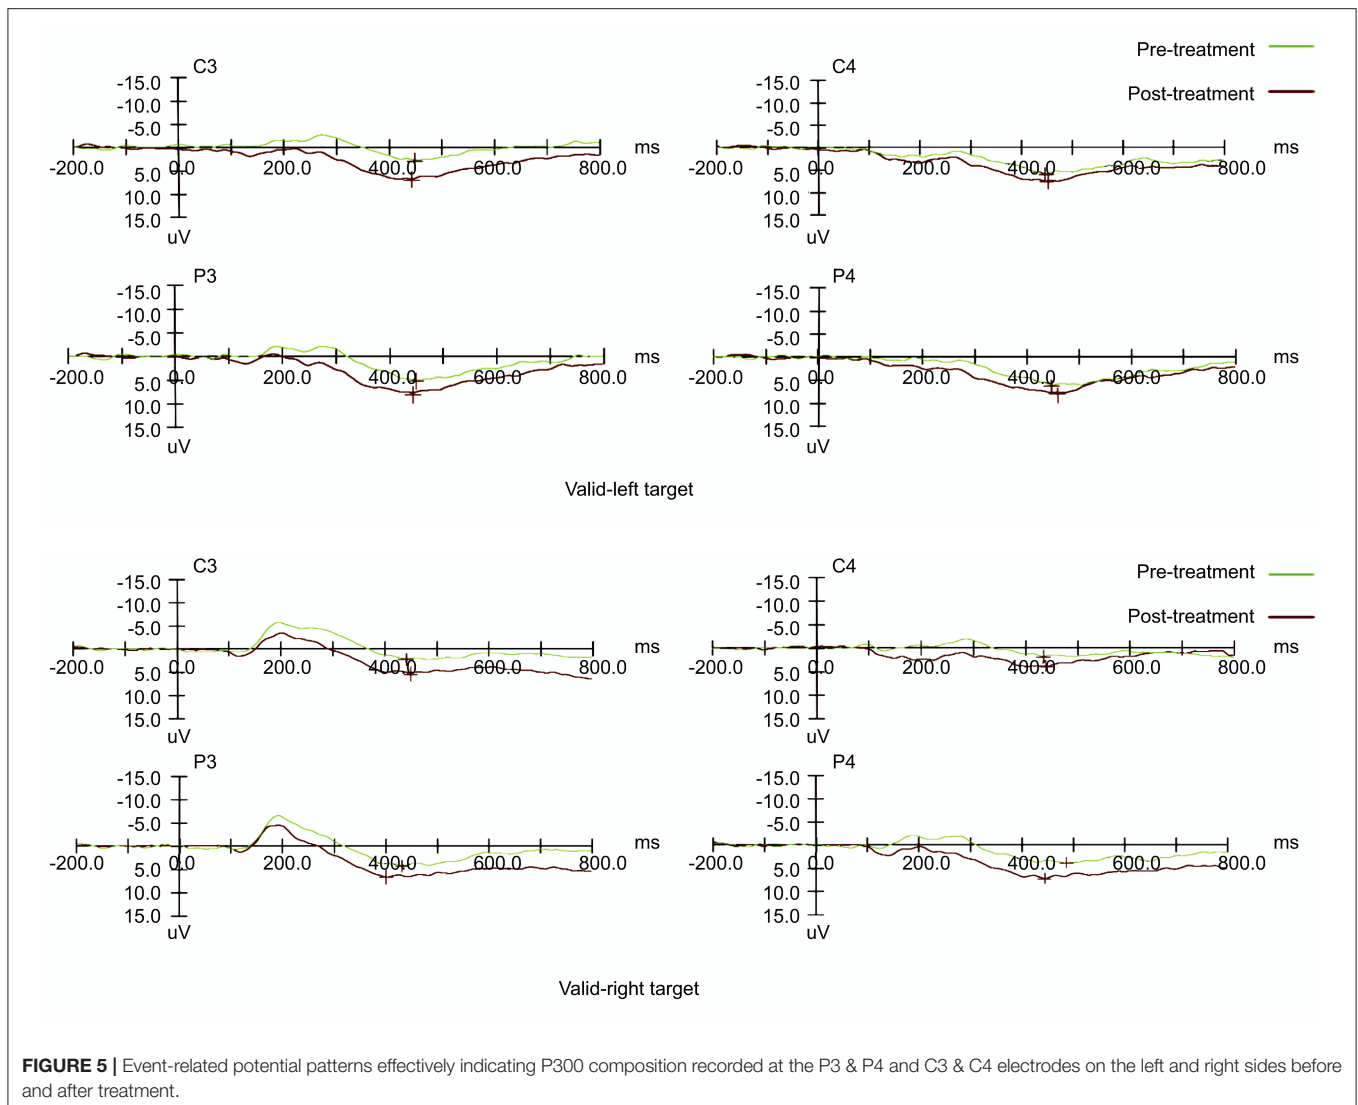 Pre-treatment
Post-treatment
C3
-15.0
-10.0
-5.0
ms
-200.0 0.0 200.0 400.0 600.0 800.0
5.0
10.0
15.0
uV
C4
-15.0
-10.0
-5.0
ms
-200.0 0.0 200.0 400.0 600.0 800.0
5.0
10.0
15.0
uV
P3
-15.0
-10.0
-5.0
ms
-200.0 0.0 200.0 400.0 600.0 800.0
5.0
10.0
15.0
uV
P4
-15.0
-10.0
-5.0
ms
-200.0 0.0 200.0 400.0 600.0 800.0
5.0
10.0
15.0
uV
Valid-left target
Pre-treatment
Post-treatment
C3
-15.0
-10.0
-5.0
ms
-200.0 0.0 200.0 400.0 600.0 800.0
5.0
10.0
15.0
uV
C4
-15.0
-10.0
-5.0
ms
-200.0 0.0 200.0 400.0 600.0 800.0
5.0
10.0
15.0
uV
P3
-15.0
-10.0
-5.0
ms
-200.0 0.0 200.0 400.0 600.0 800.0
5.0
10.0
15.0
uV
P4
-15.0
-10.0
-5.0
ms
-200.0 0.0 200.0 400.0 600.0 800.0
5.0
10.0
15.0
uV
Valid-right target
FIGURE 5 | Event-related potential patterns effectively indicating P300 composition recorded at the P3 & P4 and C3 & C4 electrodes on the left and right sides before
and after treatment.